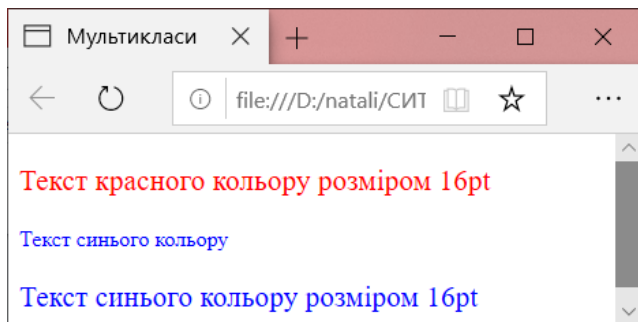 Мультикласи
file:///D:/natali/СИТ
Текст красного кольору розміром 16pt
Текст синього кольору
Текст синього кольору розміром 16pt